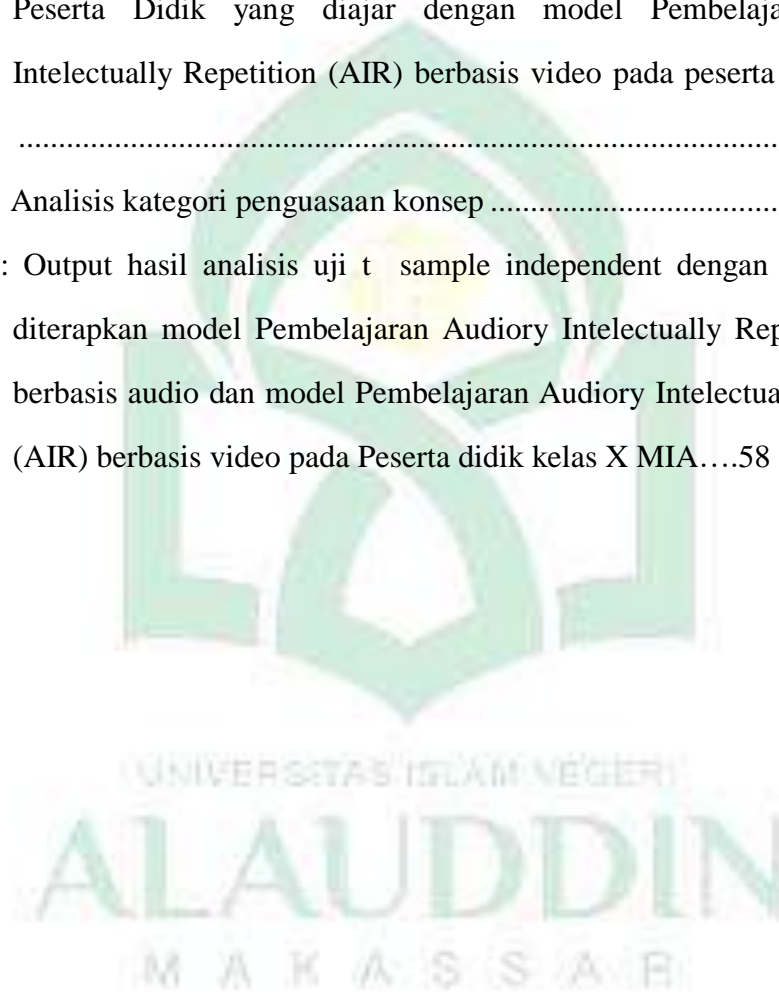 Peserta Didik yang diajar dengan model Pembelaja
Intelectually Repetition (AIR) berbasis video pada peserta
................................................................................................
Analisis kategori penguasaan konsep ....................................
: Output hasil analisis uji t sample independent dengan
diterapkan model Pembelajaran Audiory Intelectually Rep
berbasis audio dan model Pembelajaran Audiory Intelectua
(AIR) berbasis video pada Peserta didik kelas X MIA….58
UNIVERSITAS ISLAM NEGERI
ALAUDDIN
MAKASSAR